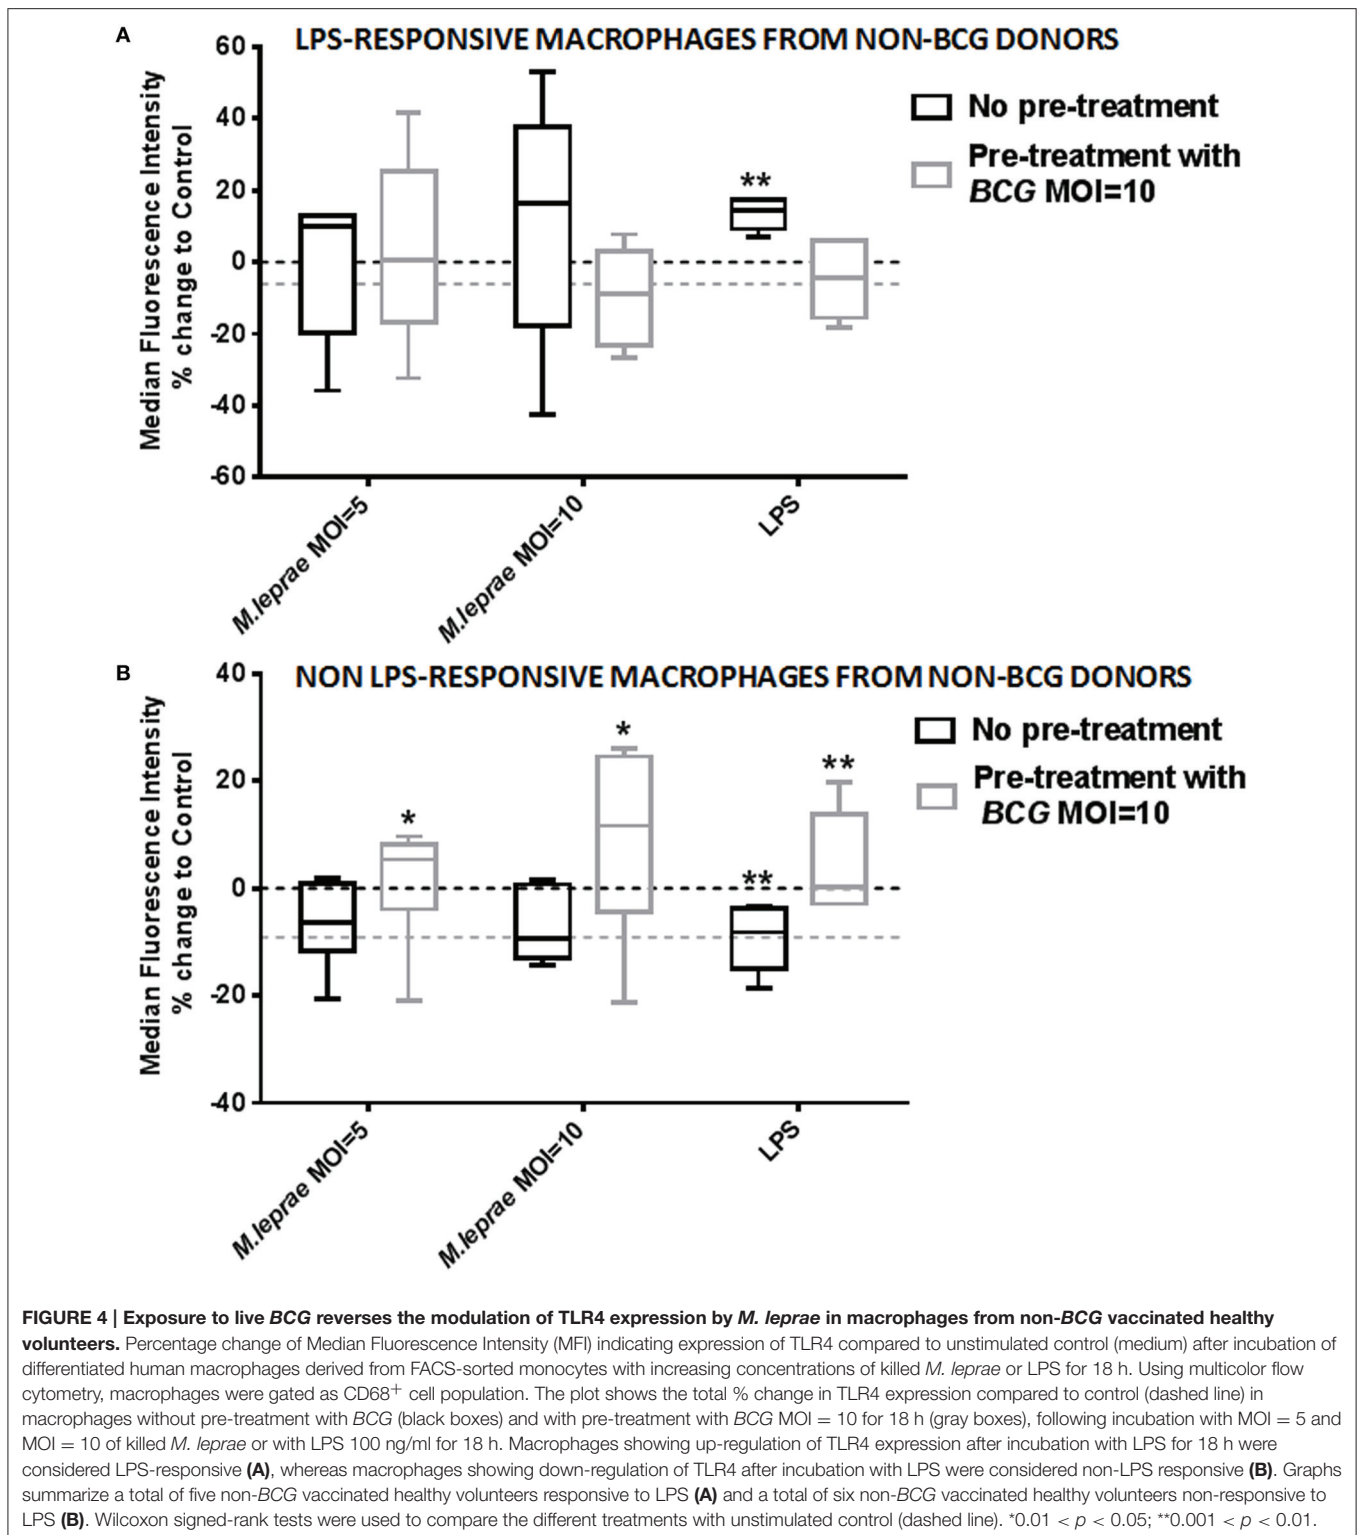 A
LPS-RESPONSIVE MACROPHAGES FROM NON-BCG DONORS
Median Fluorescence Intensity
% change to Control
60
40
20
0
-20
-40
-60
**
No pre-treatment
Pre-treatment with
BCG MOI=10
M.leprae MOI=5
M.leprae MOI=10
LPS
B
NON LPS-RESPONSIVE MACROPHAGES FROM NON-BCG DONORS
Median Fluorescence Intensity
% change to Control
40
20
0
-20
-40
*
*
**
**
No pre-treatment
Pre-treatment with
BCG MOI=10
M.leprae MOI=5
M.leprae MOI=10
LPS
FIGURE 4 | Exposure to live BCG reverses the modulation of TLR4 expression by M. leprae in macrophages from non-BCG vaccinated healthy
volunteers. Percentage change of Median Fluorescence Intensity (MFI) indicating expression of TLR4 compared to unstimulated control (medium) after incubation of
differentiated human macrophages derived from FACS-sorted monocytes with increasing concentrations of killed M. leprae or LPS for 18 h. Using multicolor flow
cytometry, macrophages were gated as CD68⁺ cell population. The plot shows the total % change in TLR4 expression compared to control (dashed line) in
macrophages without pre-treatment with BCG (black boxes) and with pre-treatment with BCG MOI = 10 for 18 h (gray boxes), following incubation with MOI = 5 and
MOI = 10 of killed M. leprae or with LPS 100 ng/ml for 18 h. Macrophages showing up-regulation of TLR4 expression after incubation with LPS for 18 h were
considered LPS-responsive (A), whereas macrophages showing down-regulation of TLR4 after incubation with LPS were considered non-LPS responsive (B). Graphs
summarize a total of five non-BCG vaccinated healthy volunteers responsive to LPS (A) and a total of six non-BCG vaccinated healthy volunteers non-responsive to
LPS (B). Wilcoxon signed-rank tests were used to compare the different treatments with unstimulated control (dashed line). *0.01 < p < 0.05; **0.001 < p < 0.01.